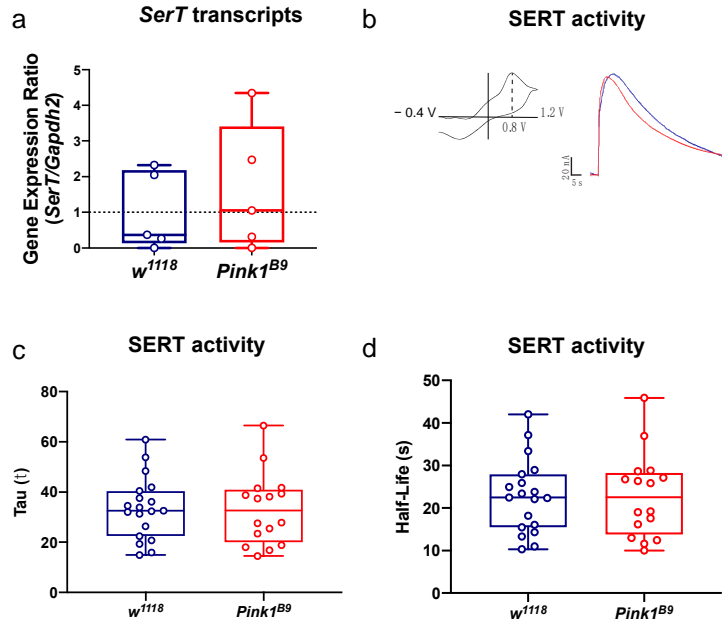 a
SerT transcripts
Gene Expression Ratio
(SerT/Gapdh2)
5
4
3
2
1
0
w1118
Pink1B9
b
SERT activity
− 0.4 V
1.2 V
0.8 V
20 nA
5 s
c
SERT activity
Tau (t)
80
60
40
20
0
w1118
Pink1B9
d
SERT activity
Half-Life (s)
50
40
30
20
10
0
w1118
Pink1B9